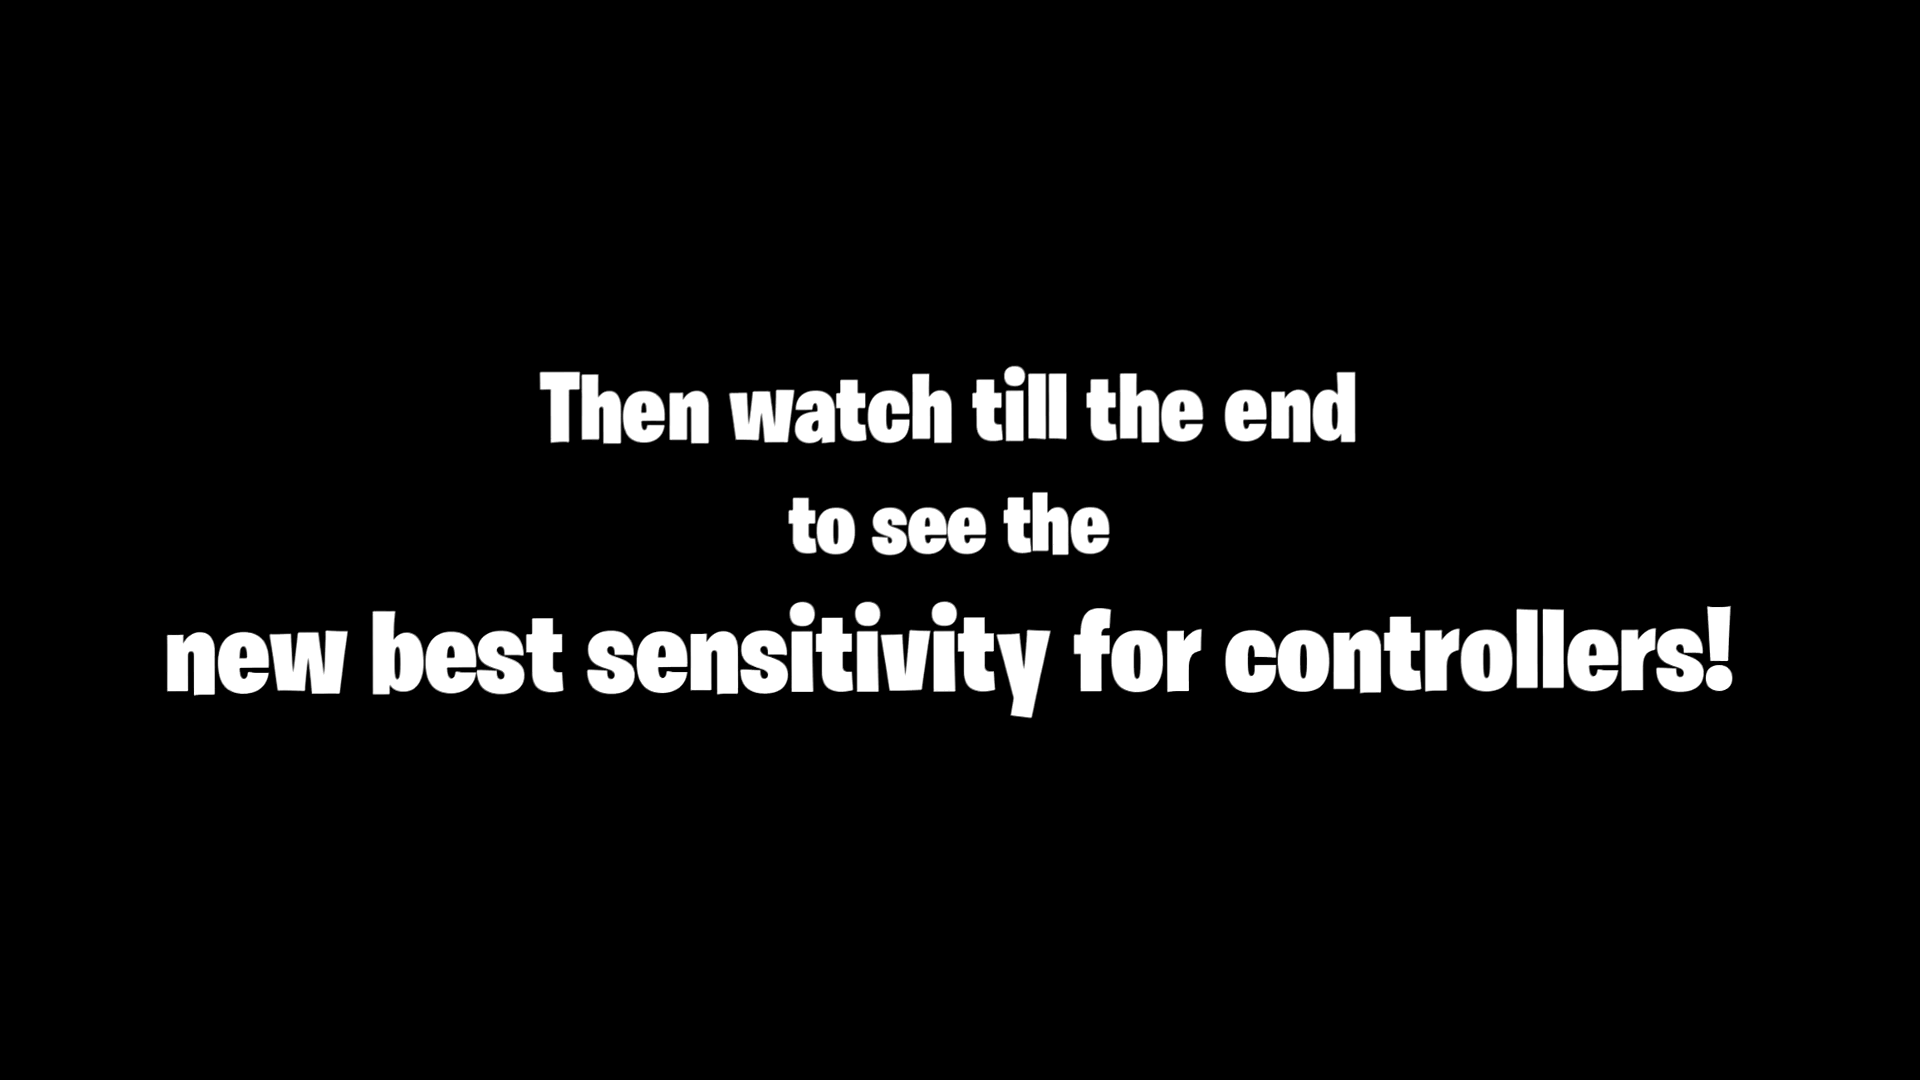 Then watch till the end
to see the
new best sensitivity for controllers!